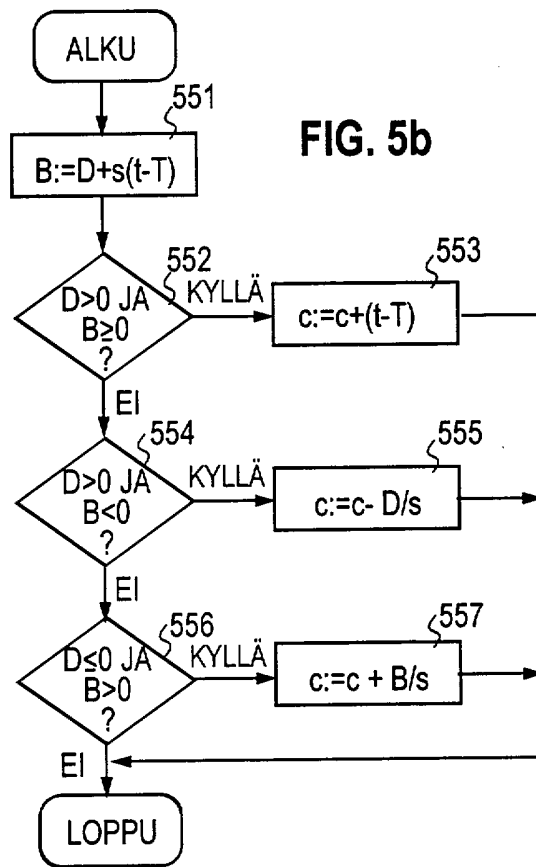 ALKU
551
FIG. 5b
B:=D+s(t-T)
552
D>0 JA
B≥0
?
KYLLÄ
553
c:=c+(t-T)
EI
554
D>0 JA
B<0
?
KYLLÄ
555
c:=c- D/s
EI
556
D≤0 JA
B>0
?
KYLLÄ
557
c:=c + B/s
EI
LOPPU